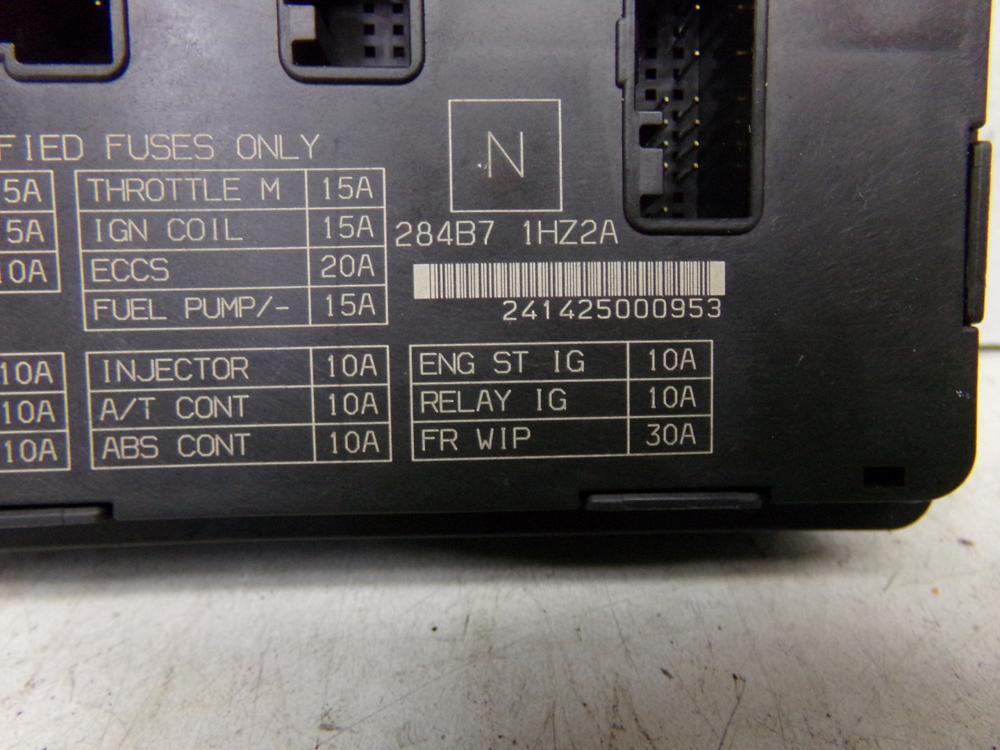 FIED FUSES ONLY
N
5A THROTTLE M 15A
5A IGN COIL 15A
284B7 1HZ2A
10A ECCS 20A
FUEL PUMP/- 15A
241425000953
10A INJECTOR 10A ENG ST IG 10A
10A A/T CONT 10A RELAY IG 10A
10A ABS CONT 10A FR WIP 30A